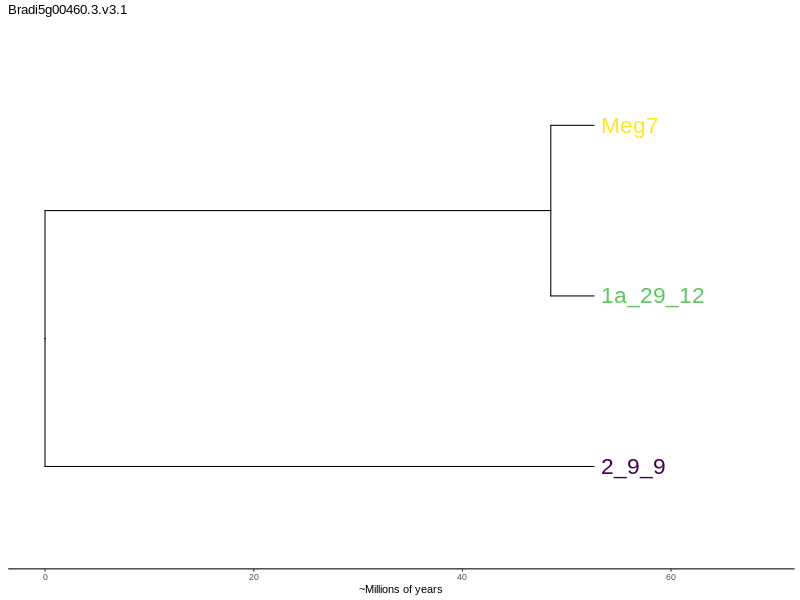 Bradi5g00460.3.v3.1
Meg7
1a_29_12
2_9_9
0 20 40 60
~Millions of years